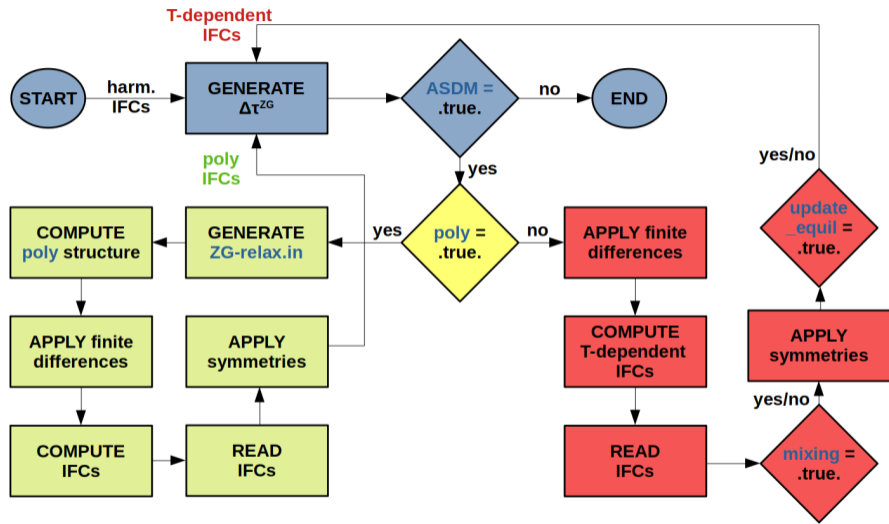 T-dependent
IFCs
START
harm.
IFCs
GENERATE
Δτᶻᴳ
ASDM =
.true.
no
END
poly
IFCs
yes
yes/no
COMPUTE
poly structure
GENERATE
ZG-relax.in
yes
poly =
.true.
no
APPLY finite
differences
update
_equil =
.true.
APPLY finite
differences
APPLY
symmetries
COMPUTE
T-dependent
IFCs
APPLY
symmetries
yes/no
COMPUTE
IFCs
READ
IFCs
READ
IFCs
mixing =
.true.